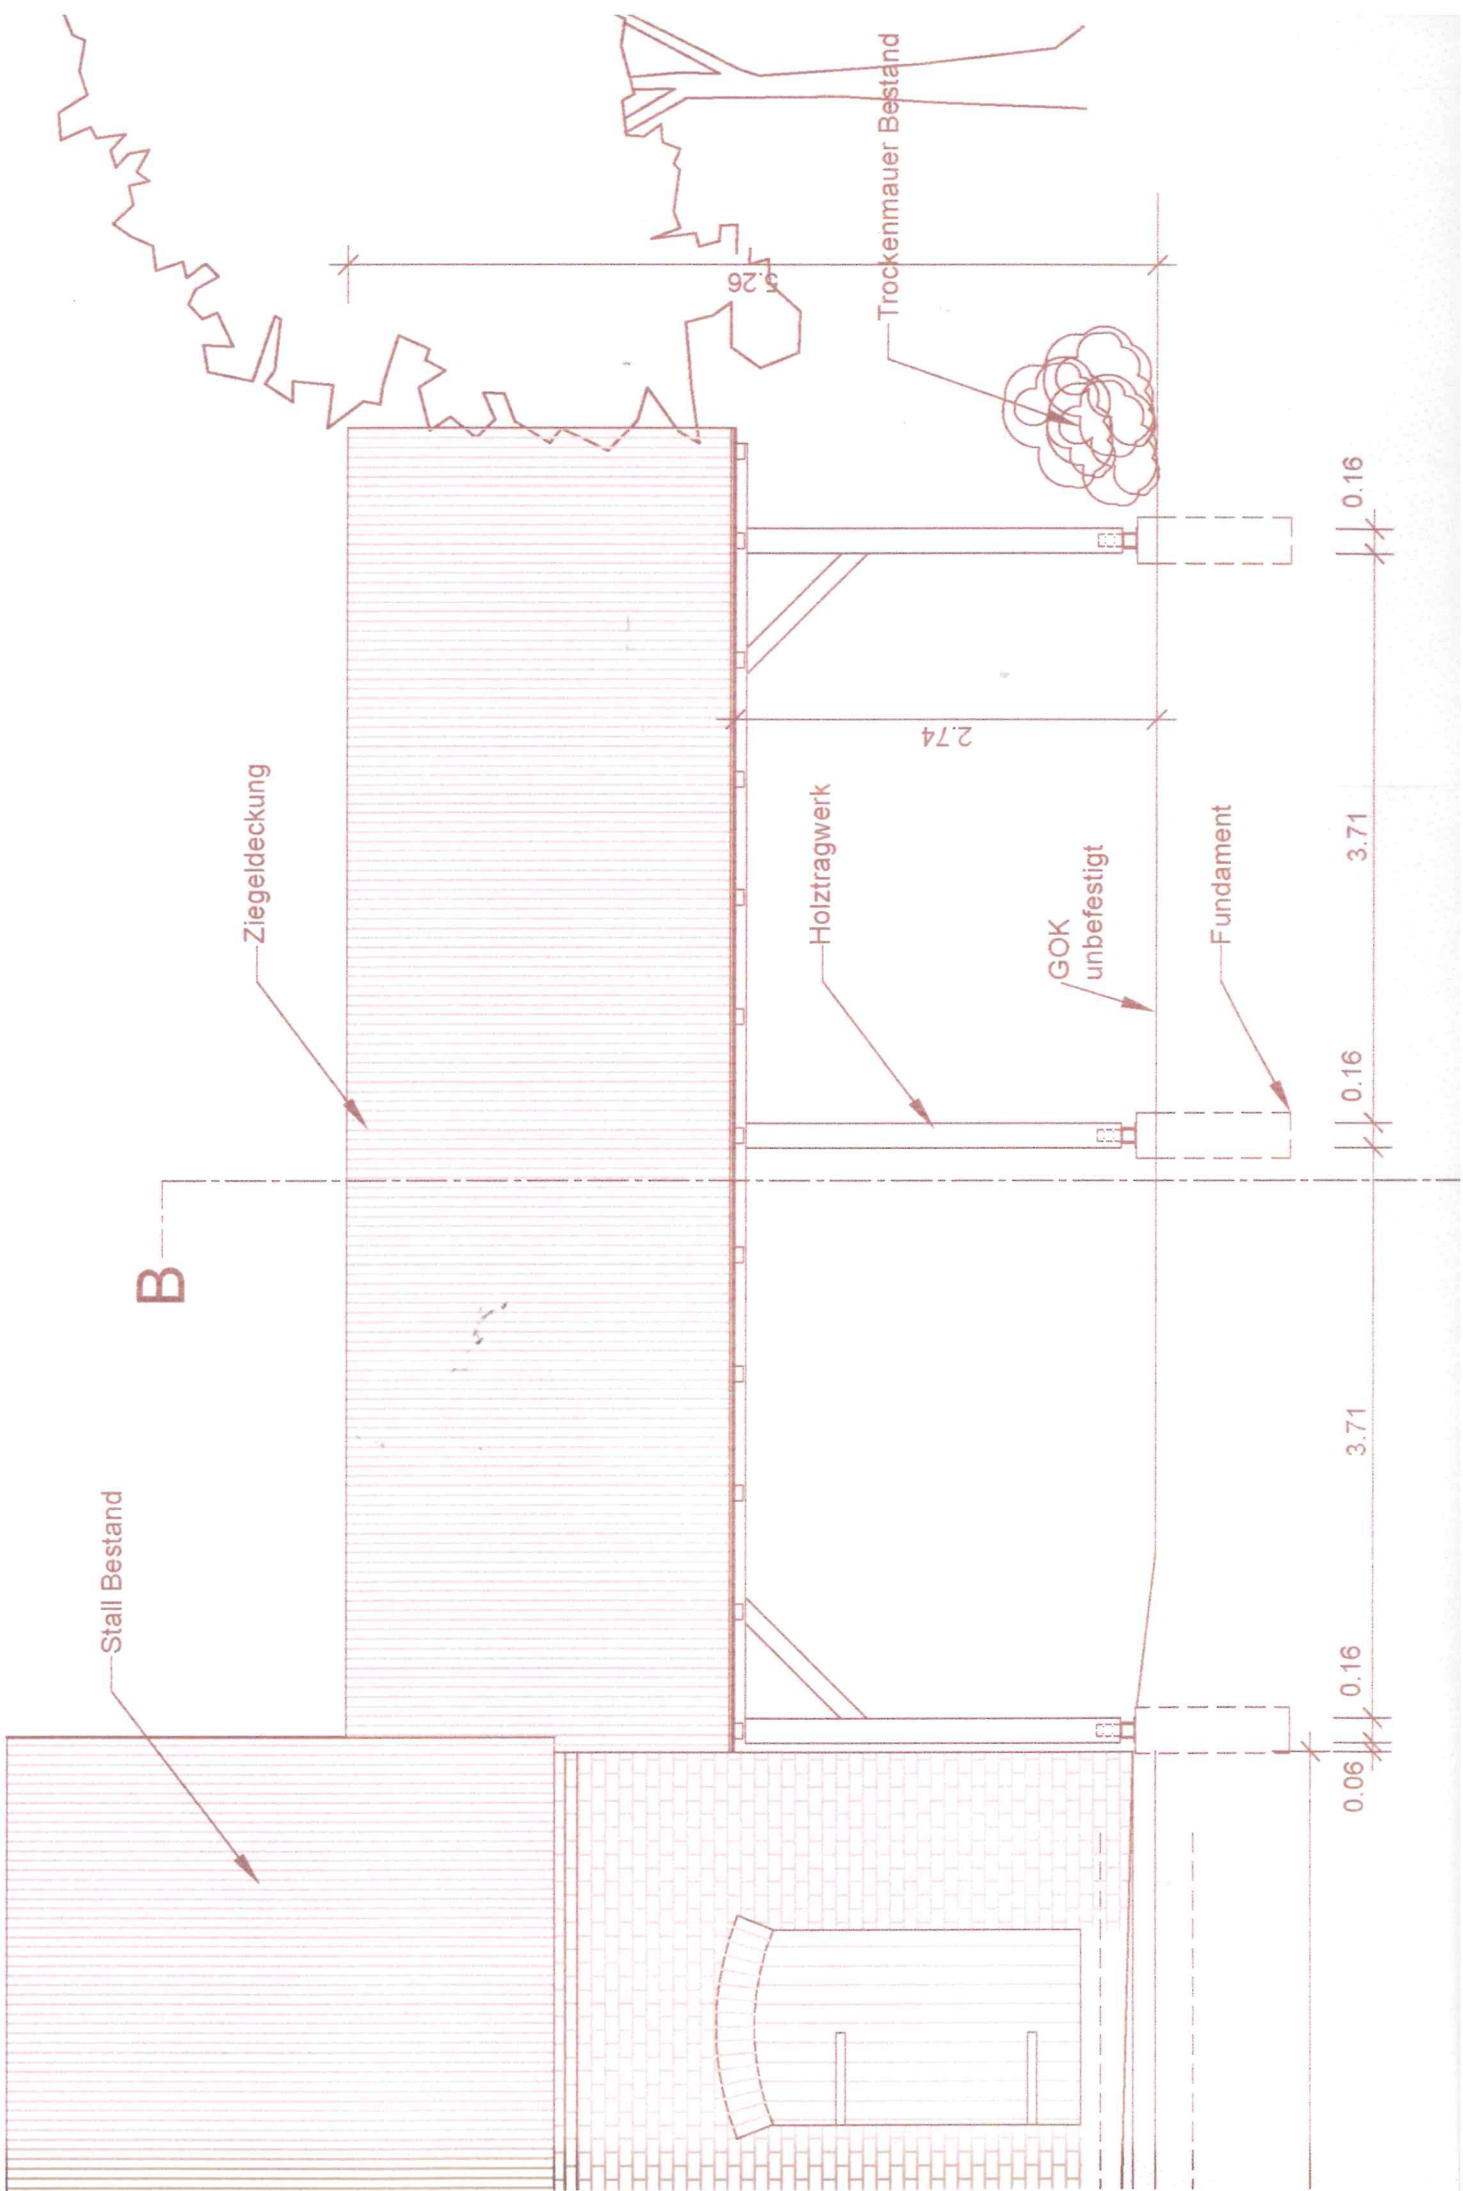 Stall Bestand
B
Ziegeldeckung
5.26
Trockenmauer Bestand
2.74
Holztragwerk
GOK
unbefestigt
Fundament
0.06
0.16
3.71
0.16
3.71
0.16